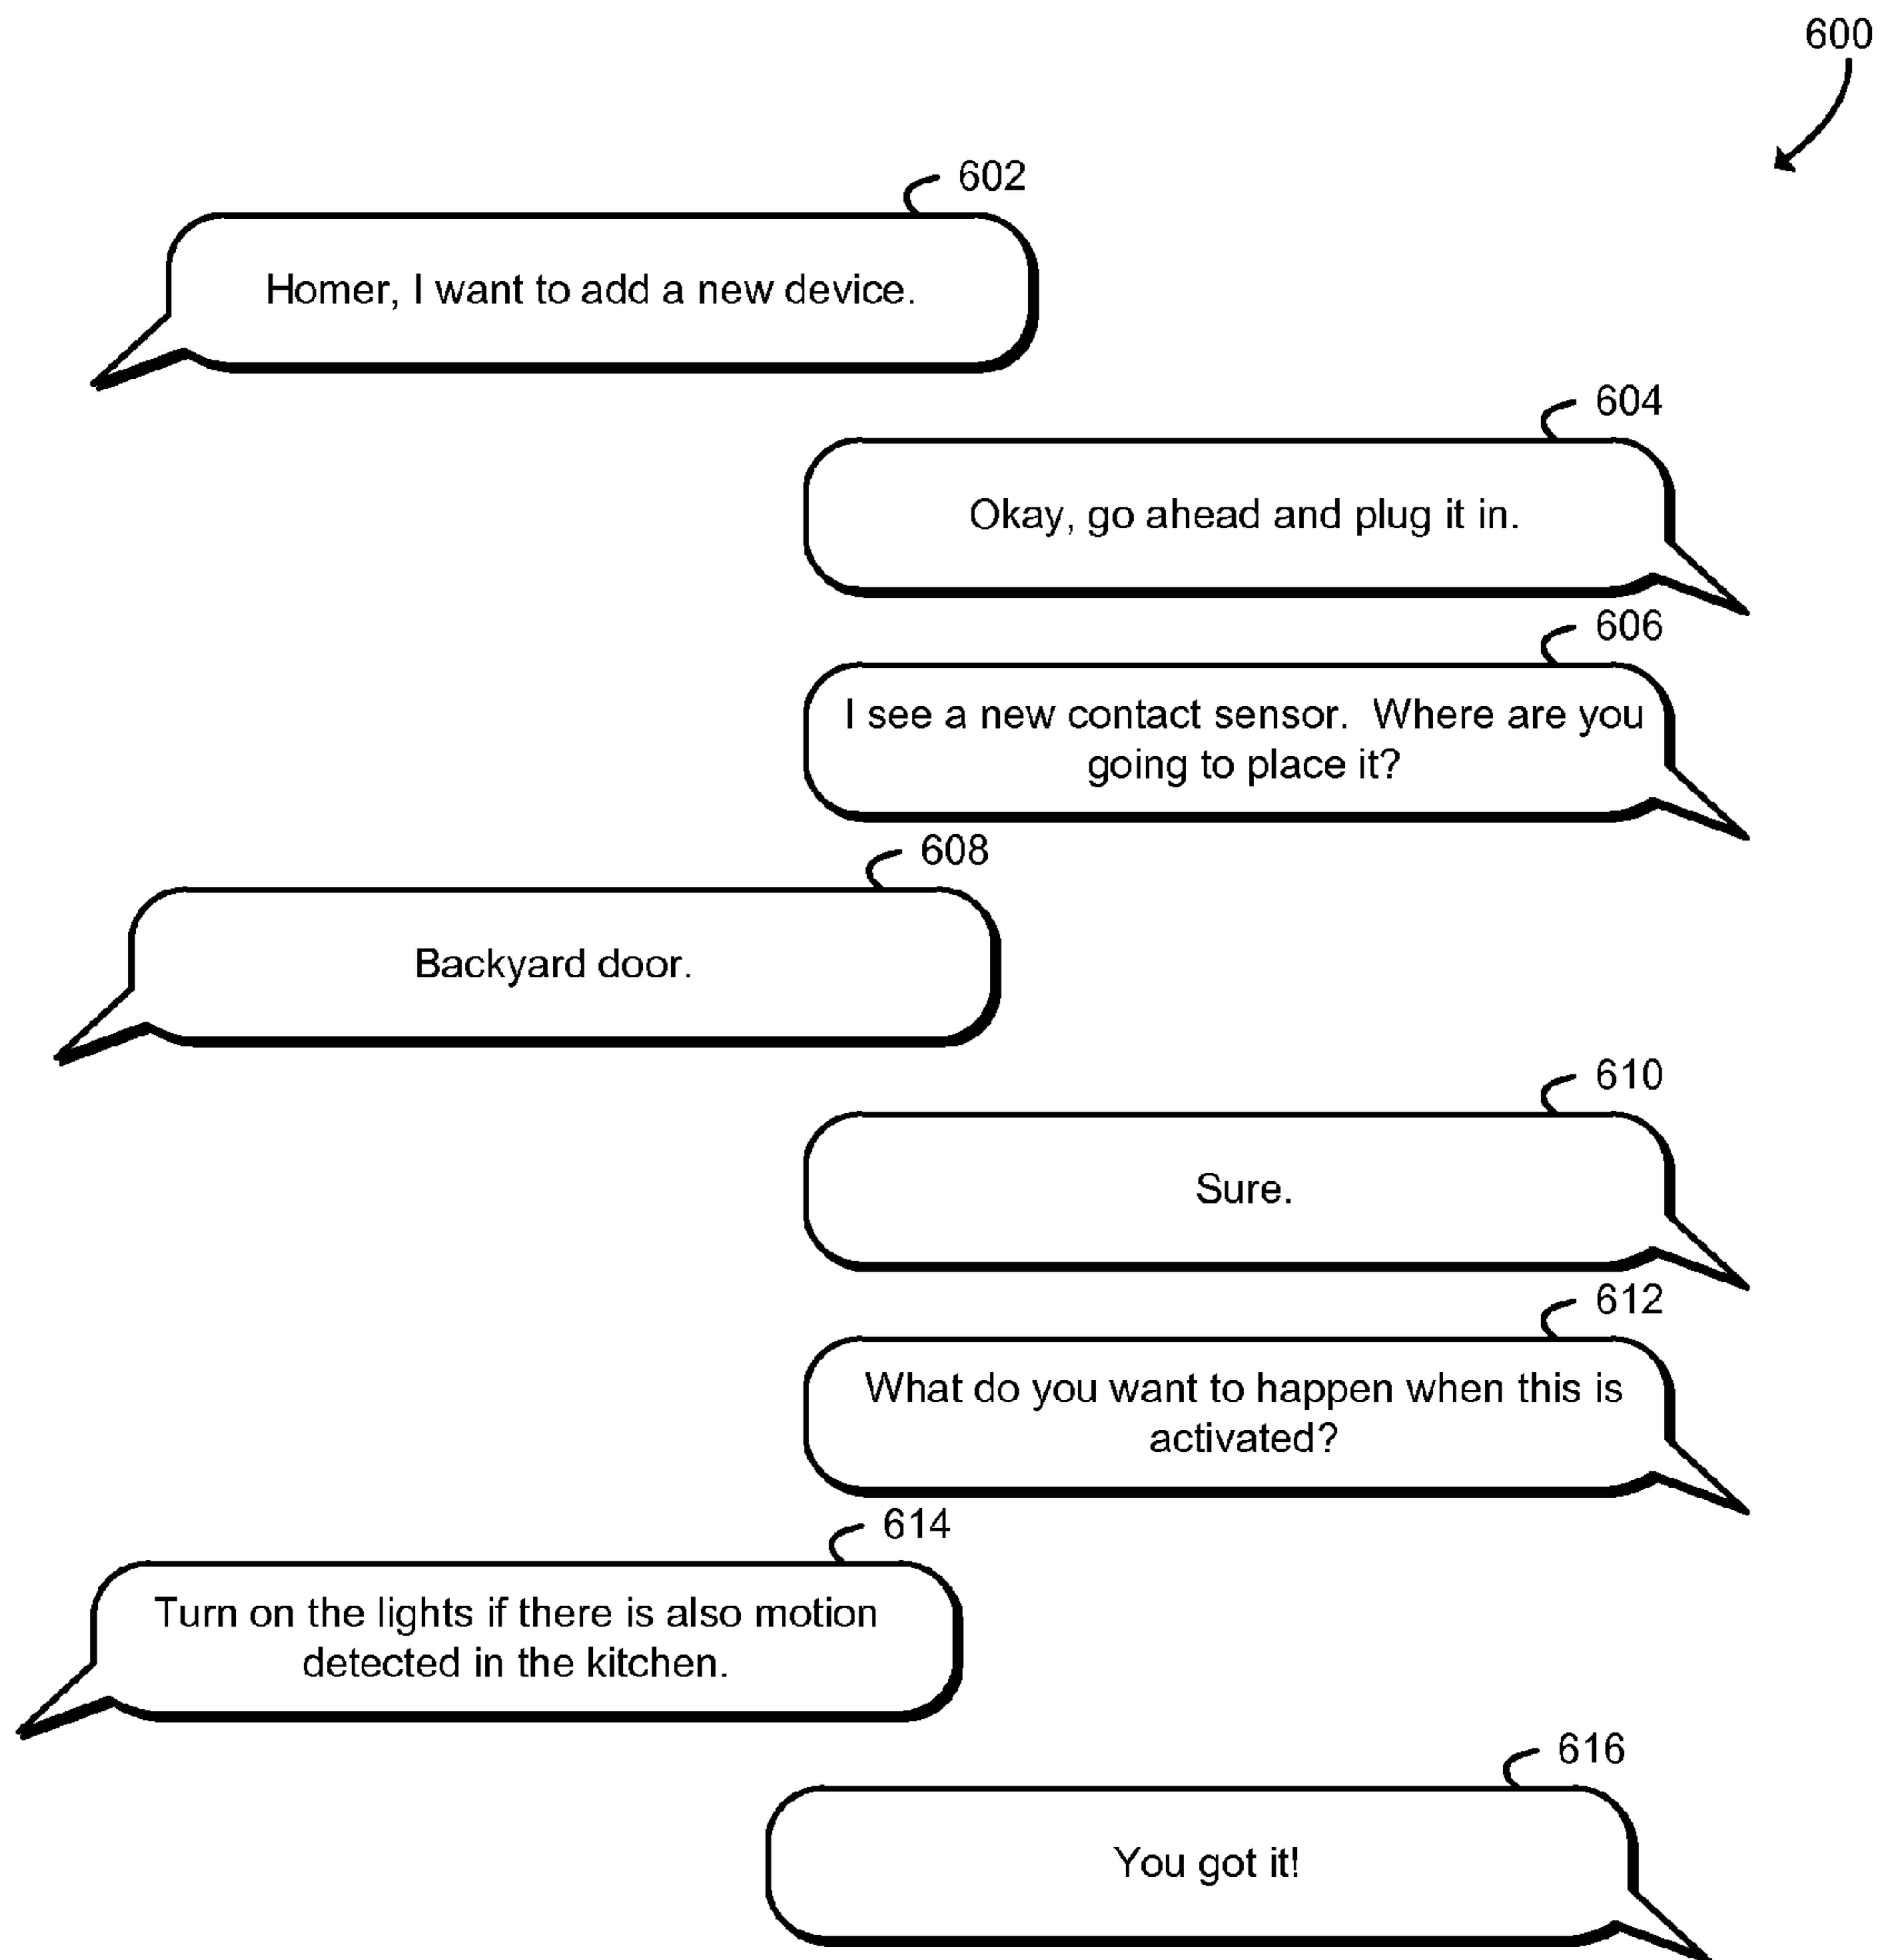 600
602
Homer, I want to add a new device.
604
Okay, go ahead and plug it in.
606
I see a new contact sensor.  Where are you
going to place it?
608
Backyard door.
610
Sure.
612
What do you want to happen when this is
activated?
614
Turn on the lights if there is also motion
detected in the kitchen.
616
You got it!